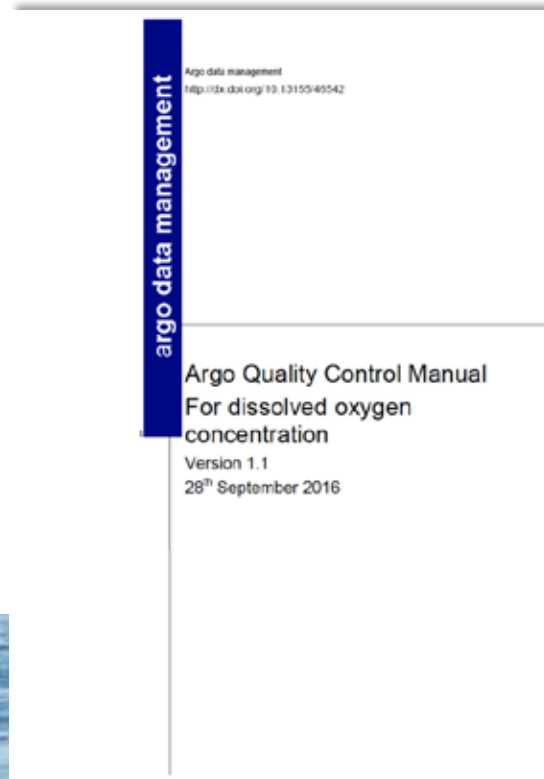 argo data management
Argo data management
http://dx.doi.org/10.13155/46542
Argo Quality Control Manual
For dissolved oxygen
concentration
Version 1.1
28th September 2016